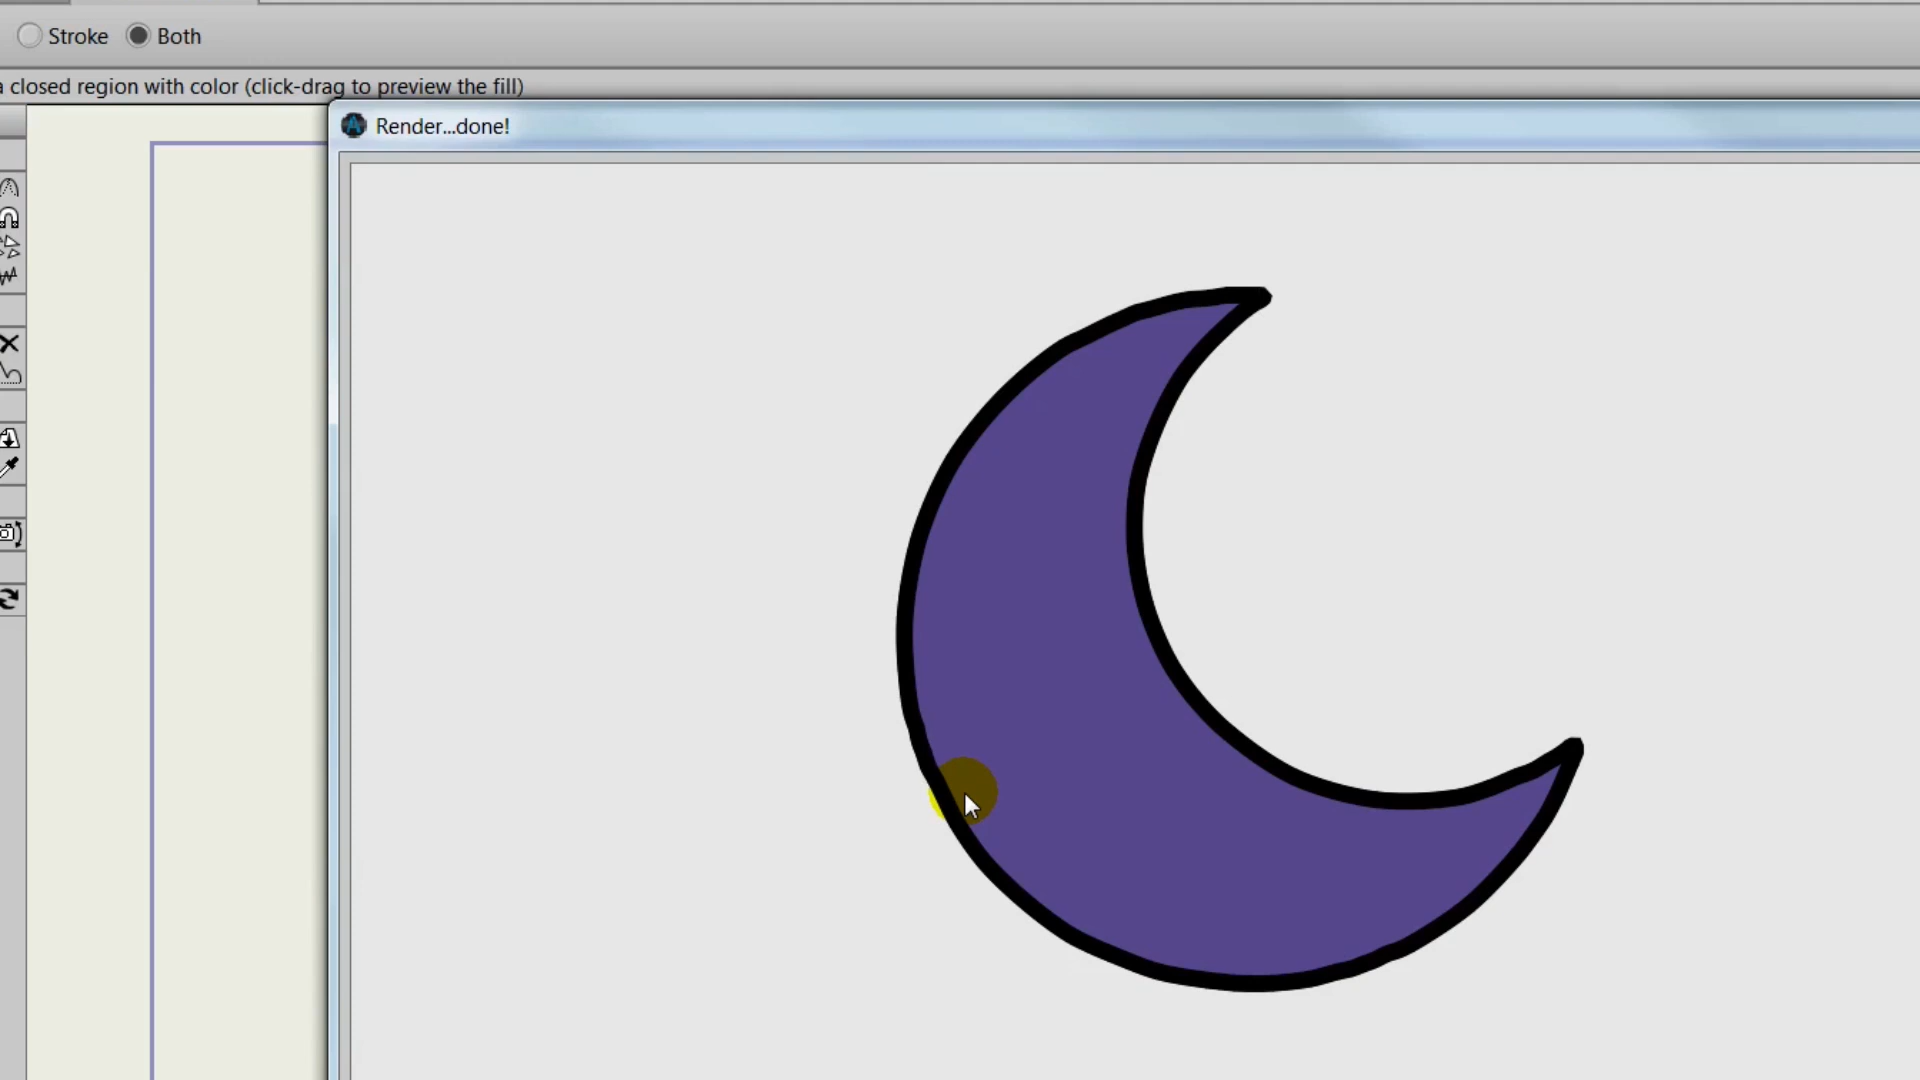 Stroke Both
a closed region with color (click-drag to preview the fill)
Render...done!